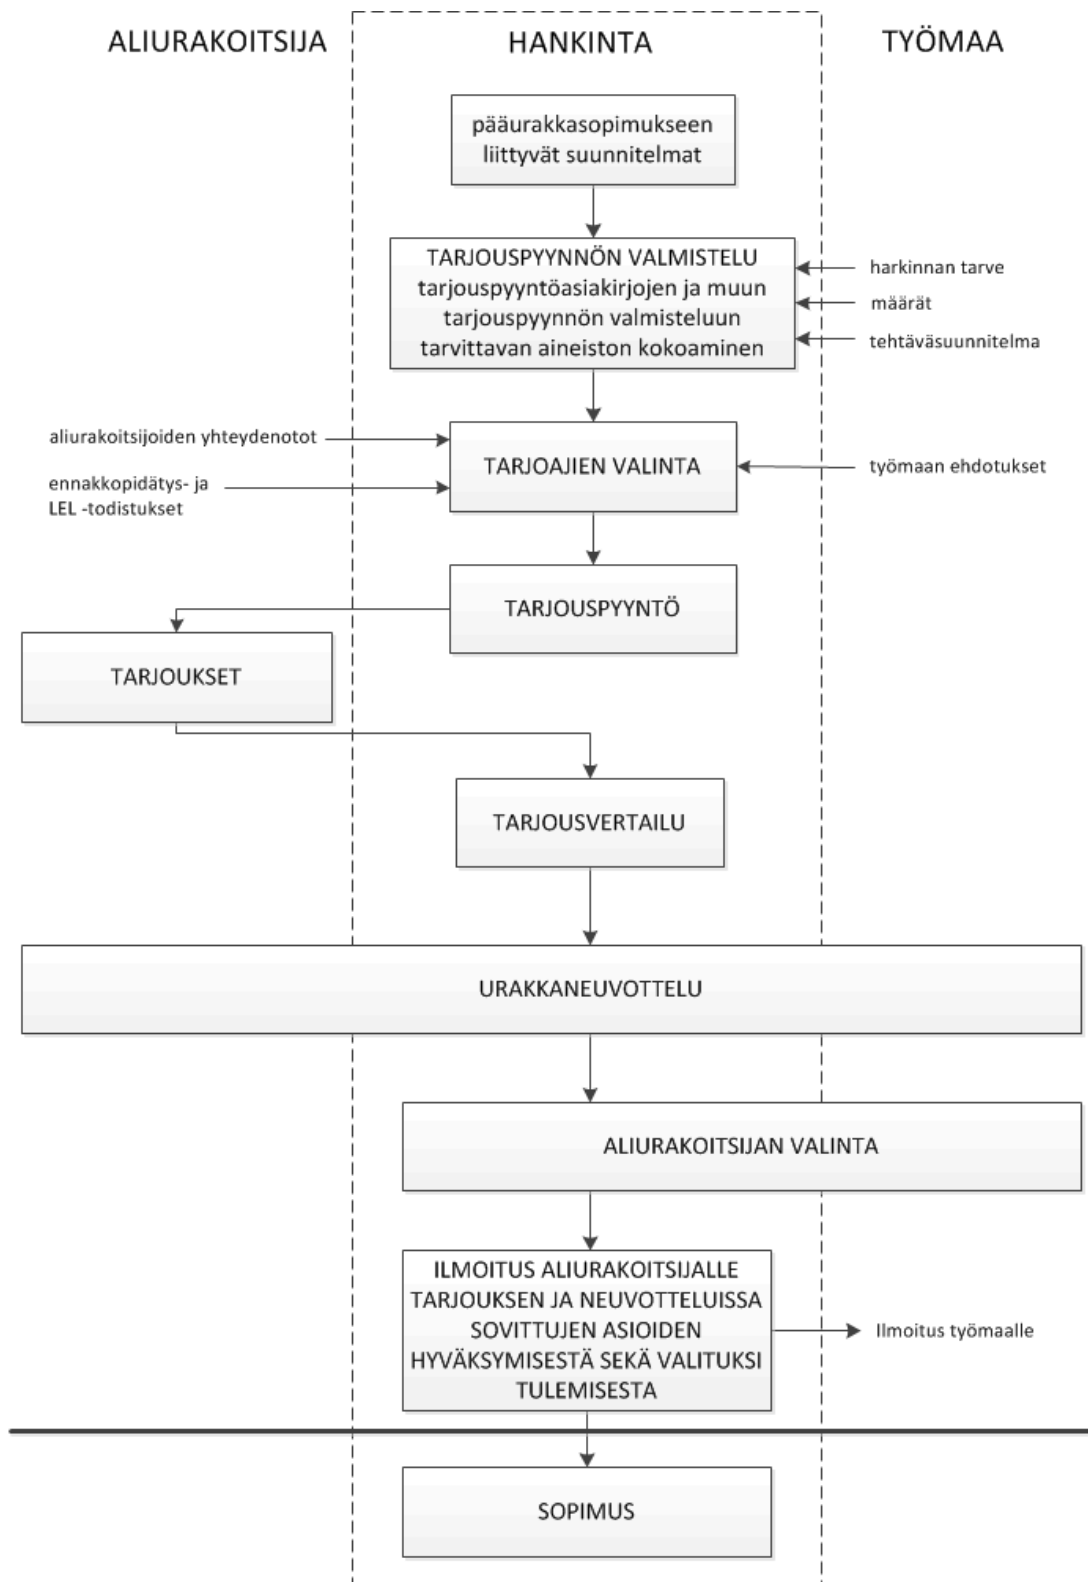 ALIURAKOITSIJA
HANKINTA
TYÖMAA
pääurakkasopimukseen
liittyvät suunnitelmat
TARJOUSPYYNNÖN VALMISTELU
tarjouspyyntöasiakirjojen ja muun
tarjouspyynnön valmisteluun
tarvittavan aineiston kokoaminen
harkinnan tarve
määrät
tehtäväsuunnitelma
aliurakoitsijoiden yhteydenotot
ennakkopidätys- ja
LEL -todistukset
TARJOAJIEN VALINTA
työmaan ehdotukset
TARJOUSPYYNTÖ
TARJOUKSET
TARJOUSVERTAILU
URAKKANEUVOTTELU
ALIURAKOITSIJAN VALINTA
ILMOITUS ALIURAKOITSIJALLE
TARJOUKSEN JA NEUVOTTELUISSA
SOVITTUJEN ASIOIDEN
HYVÄKSYMISESTÄ SEKÄ VALITUKSI
TULEMISESTA
Ilmoitus työmaalle
SOPIMUS